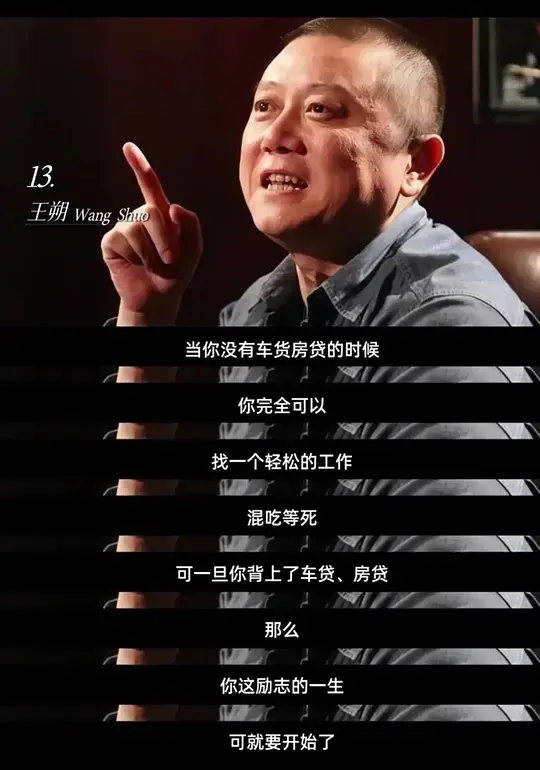 13.
王朔 Wang Shuo
当你没有车货房贷的时候
你完全可以
找一个轻松的工作
混吃等死
可一旦你背上了车贷、房贷
那么
你这励志的一生
可就要开始了